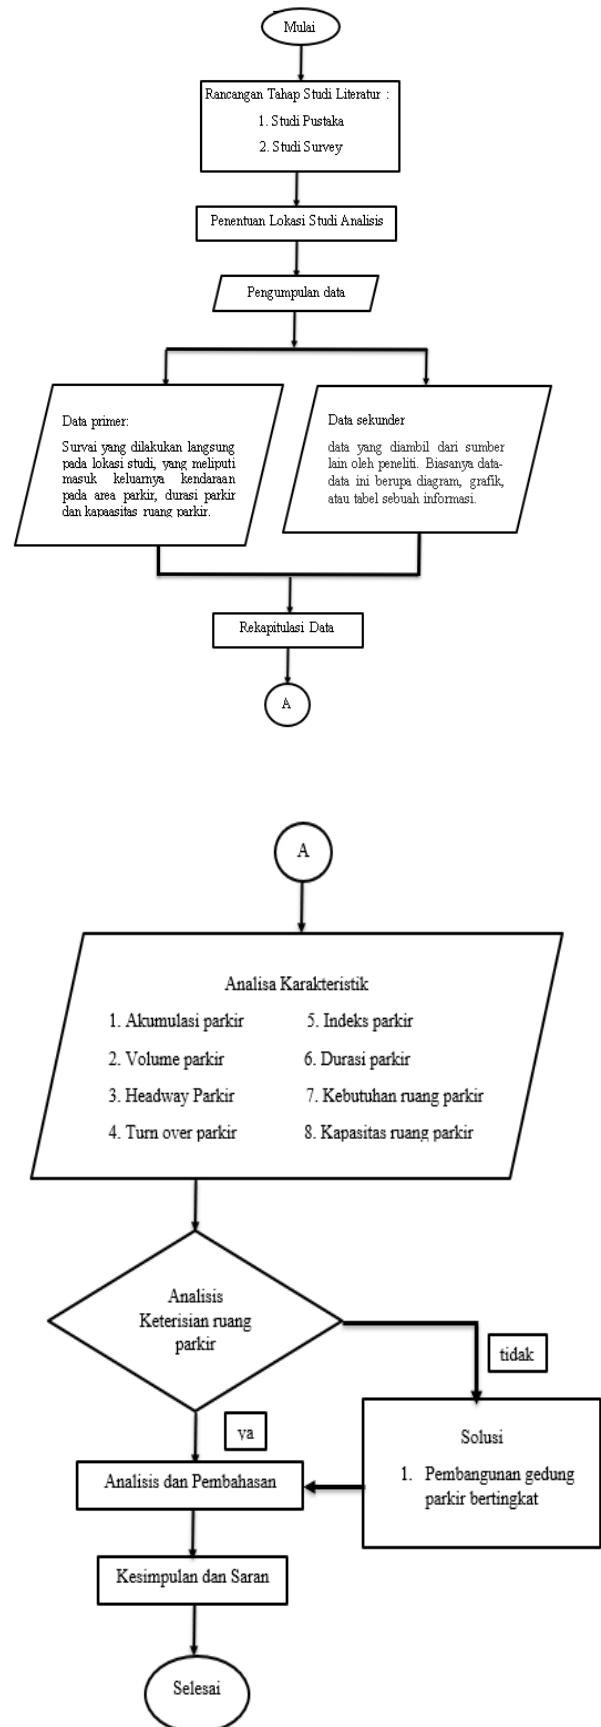 Mulai
Rancangan Tahap Studi Literatur :
1. Studi Pustaka
2. Studi Survey
Penentuan Lokasi Studi Analisis
Pengumpulan data
Data primer:
Survai yang dilakukan langsung
pada lokasi studi, yang meliputi
masuk keluarnya kendaraan
pada area parkir, durasi parkir
dan kapaasitas ruang parkir.
Data sekunder
data yang diambil dari sumber
lain oleh peneliti. Biasanya data-
data ini berupa diagram, grafik,
atau tabel sebuah informasi.
Rekapitulasi Data
A
A
Analisa Karakteristik
1. Akumulasi parkir
2. Volume parkir
3. Headway Parkir
4. Turn over parkir
5. Indeks parkir
6. Durasi parkir
7. Kebutuhan ruang parkir
8. Kapasitas ruang parkir
Analisis
Keterisian ruang
parkir
tidak
ya
Solusi
1. Pembangunan gedung
parkir bertingkat
Analisis dan Pembahasan
Kesimpulan dan Saran
Selesai